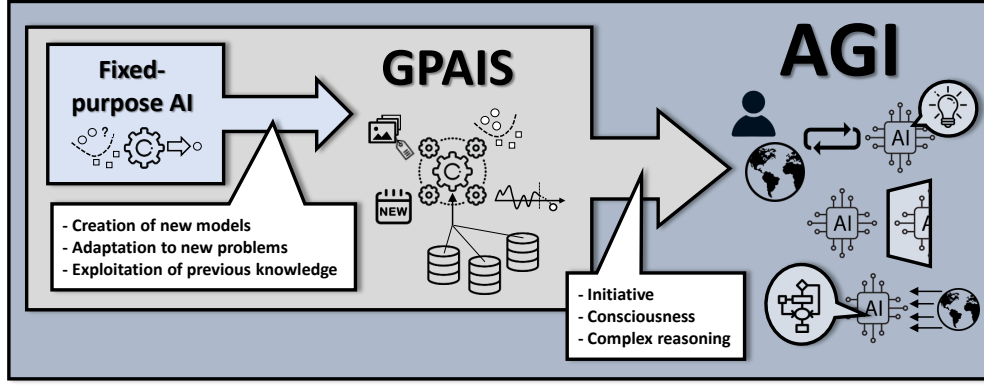 Fixed-
purpose AI
?
GPAIS
AGI
AI
NEW
- Creation of new models
- Adaptation to new problems
- Exploitation of previous knowledge
AI
A
- Initiative
- Consciousness
- Complex reasoning
AI